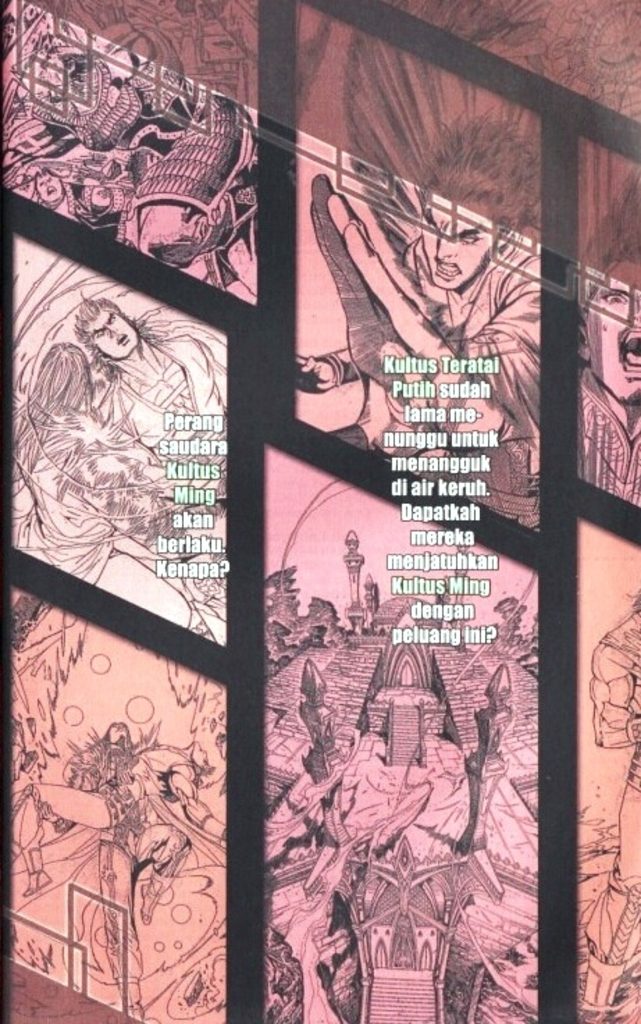 Perang
saudara
Kultus
Ming
akan
berlaku.
Kenapa?
Kultus Teratai
Putih sudah
lama me-
nunggu untuk
menangguk
di air keruh.
Dapatkah
mereka
menjatuhkan
Kultus Ming
dengan
peluang ini?